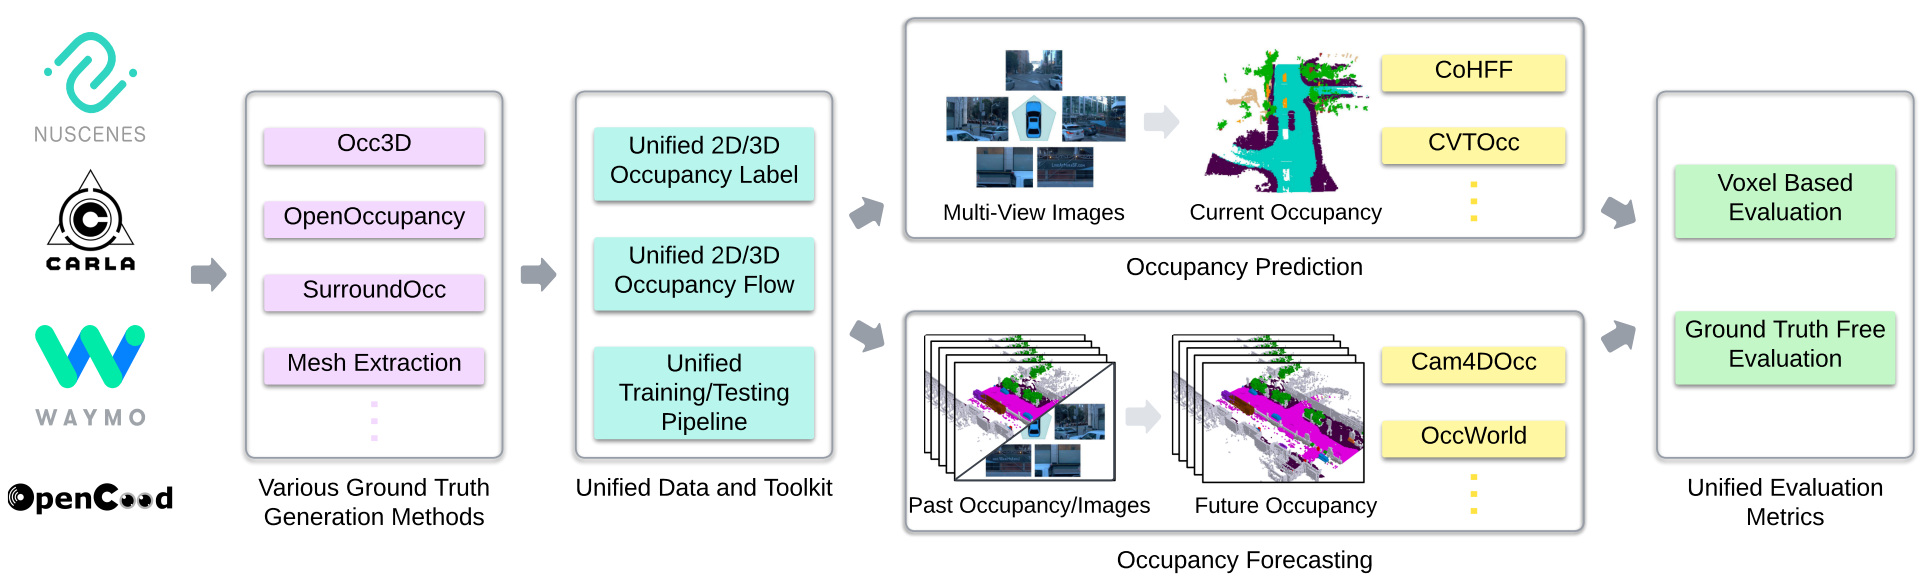 NUSCENES
CARLA
WAYMO
OpenCood
Occ3D
OpenOccupancy
SurroundOcc
Mesh Extraction
Various Ground Truth
Generation Methods
Unified 2D/3D
Occupancy Label
Unified 2D/3D
Occupancy Flow
Unified
Training/Testing
Pipeline
Unified Data and Toolkit
Multi-View Images
Current Occupancy
CoHFF
CVTOcc
Occupancy Prediction
Past Occupancy/Images
Future Occupancy
Cam4DOcc
OccWorld
Occupancy Forecasting
Voxel Based
Evaluation
Ground Truth Free
Evaluation
Unified Evaluation
Metrics